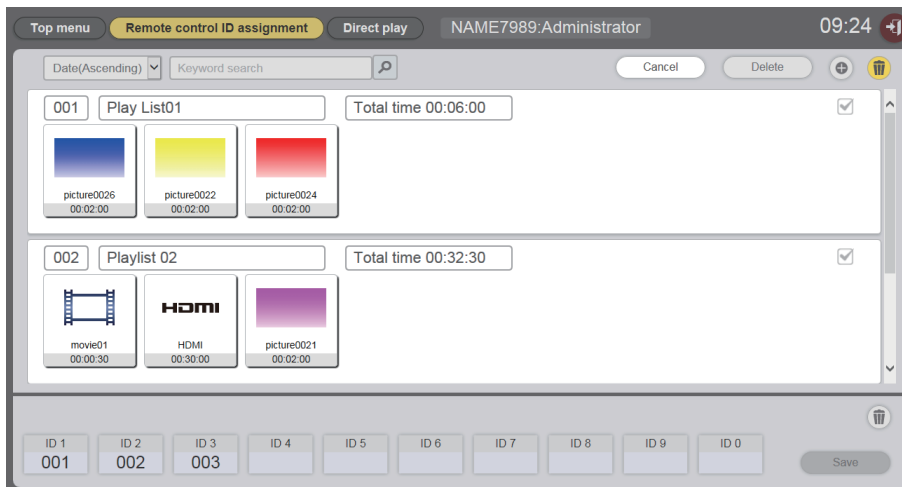 Top menu Remote control ID assignment Direct play NAME7989:Administrator 09:24
Date(Ascending) Keyword search Cancel Delete
001 Play List01 Total time 00:06:00
picture0026 picture0022 picture0024
00:02:00 00:02:00 00:02:00
002 Playlist 02 Total time 00:32:30
HDMI
movie01 HDMI picture0021
00:00:30 00:30:00 00:02:00
ID 1 ID 2 ID 3 ID 4 ID 5 ID 6 ID 7 ID 8 ID 9 ID 0
001 002 003 Save